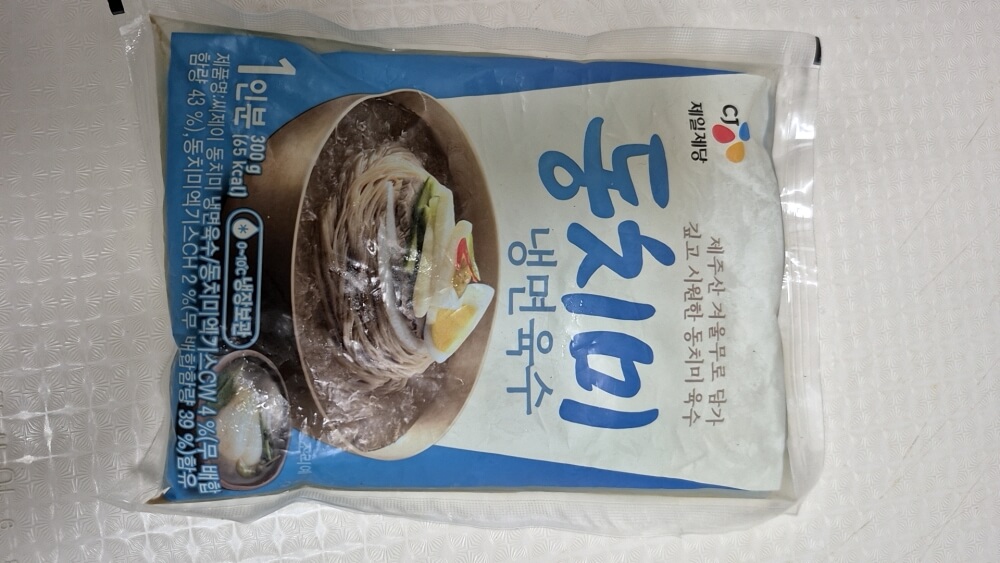 CJ
제일제당
제주산 겨울무로 담가
깊고 시원한 동치미 육수
동치미
냉면육수
1인분 300 g
(65 kcal)
0~10℃ 냉장보관
제품명:씨제이 동치미 냉면육수/동치미엑기스CW 4 %(무 배합
함량 43 %), 동치미엑기스CH 2 %(무 배합함량 39 %)함유